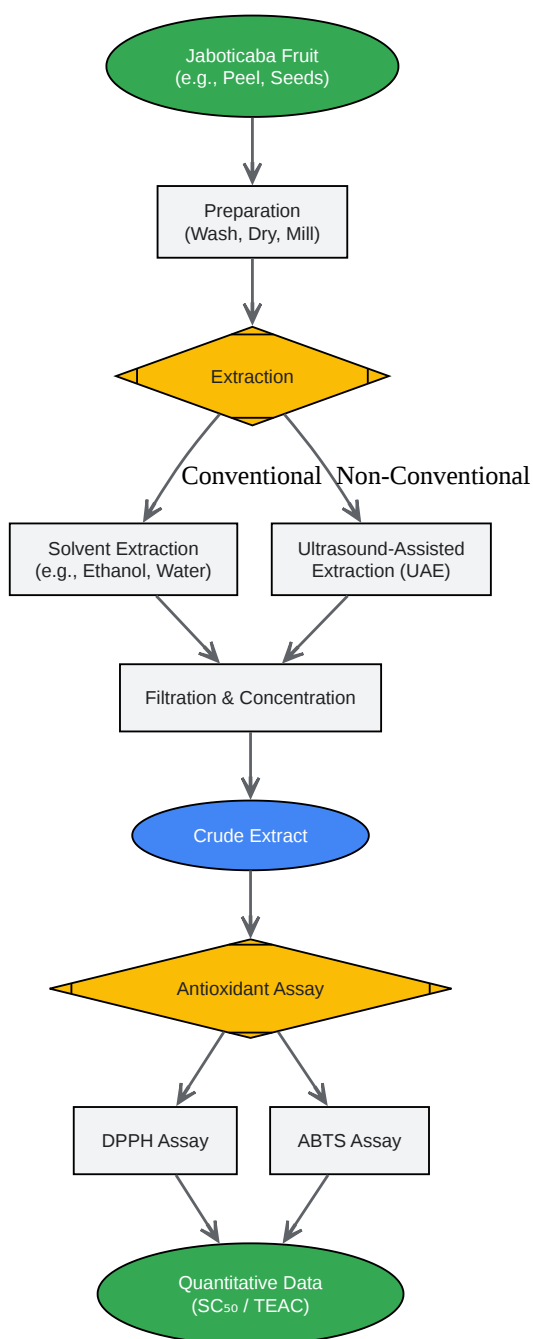 Jaboticaba Fruit
(e.g., Peel, Seeds)
Preparation
(Wash, Dry, Mill)
Extraction
Conventional
Non-Conventional
Solvent Extraction
(e.g., Ethanol, Water)
Ultrasound-Assisted
Extraction (UAE)
Filtration & Concentration
Crude Extract
Antioxidant Assay
DPPH Assay
ABTS Assay
Quantitative Data
(SC₅₀ / TEAC)